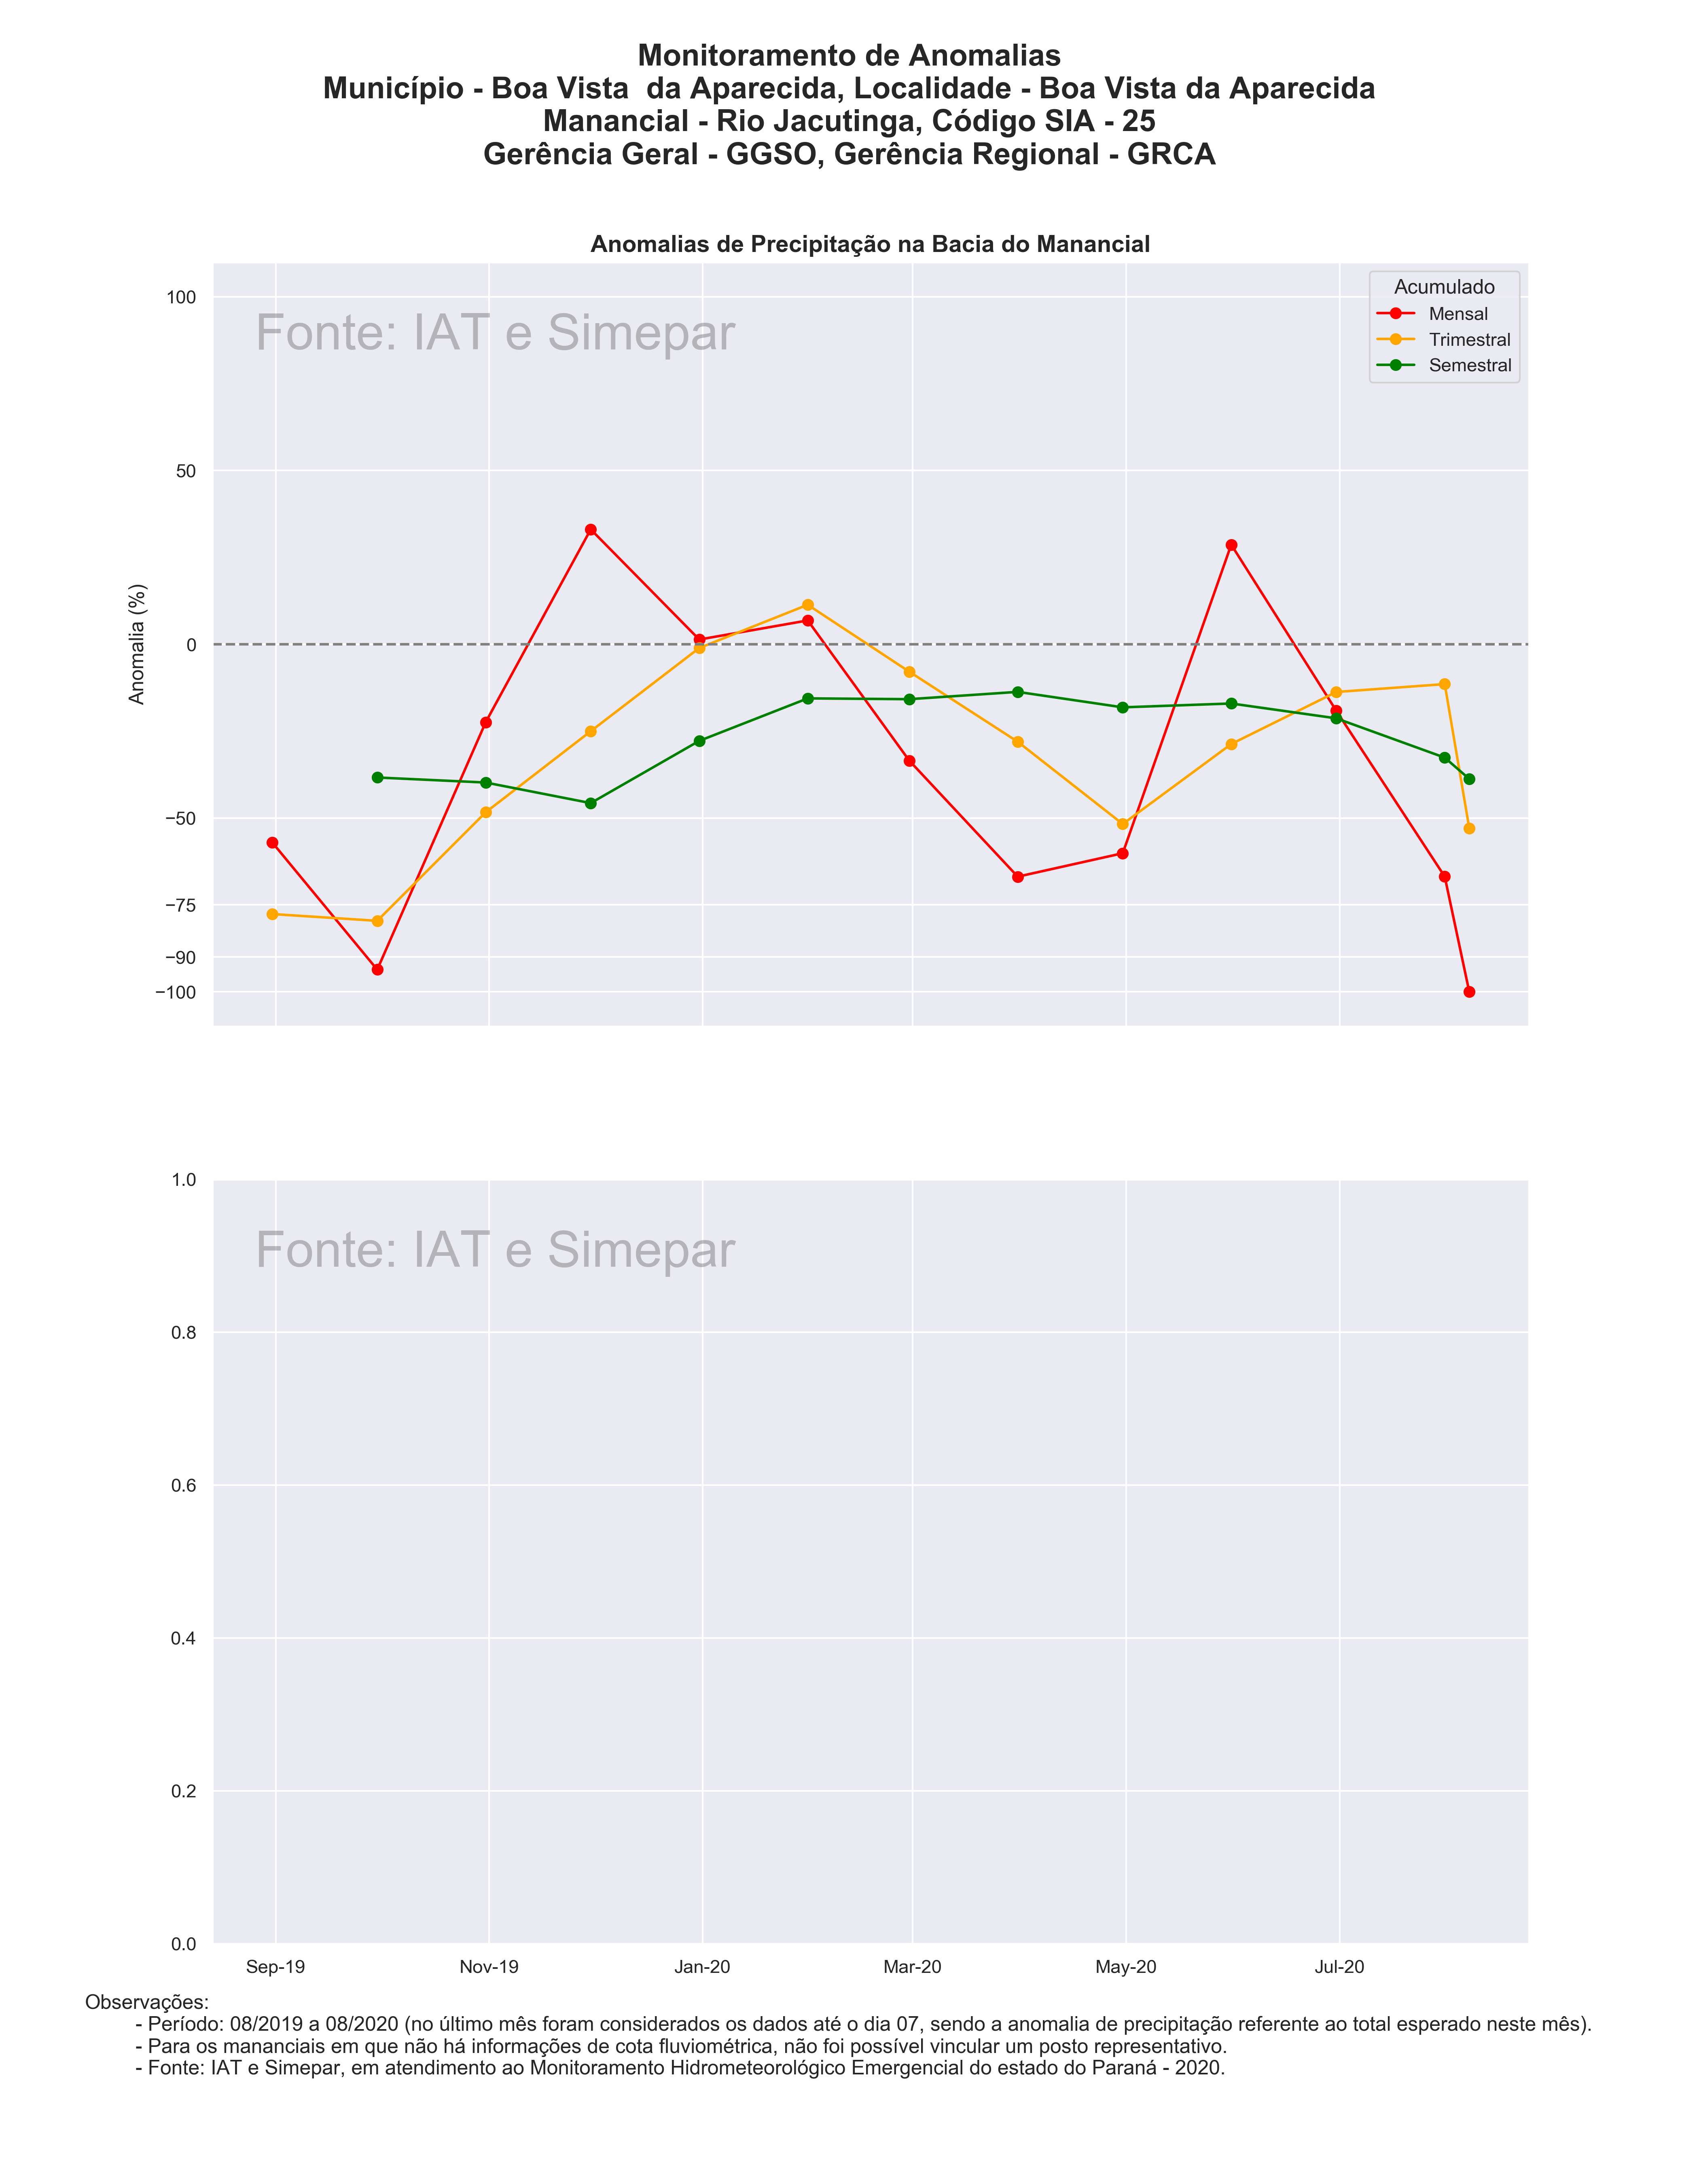 Monitoramento de Anomalias
Município - Boa Vista  da Aparecida, Localidade - Boa Vista da Aparecida
Manancial - Rio Jacutinga, Código SIA - 25
Gerência Geral - GGSO, Gerência Regional - GRCA
Anomalias de Precipitação na Bacia do Manancial
Fonte: IAT e Simepar
Acumulado
Mensal
Trimestral
Semestral
Anomalia (%)
100
50
0
−50
−75
−90
−100
Fonte: IAT e Simepar
1.0
0.8
0.6
0.4
0.2
0.0
Sep-19 Nov-19 Jan-20 Mar-20 May-20 Jul-20
Observações:
- Período: 08/2019 a 08/2020 (no último mês foram considerados os dados até o dia 07, sendo a anomalia de precipitação referente ao total esperado neste mês).
- Para os mananciais em que não há informações de cota fluviométrica, não foi possível vincular um posto representativo.
- Fonte: IAT e Simepar, em atendimento ao Monitoramento Hidrometeorológico Emergencial do estado do Paraná - 2020.